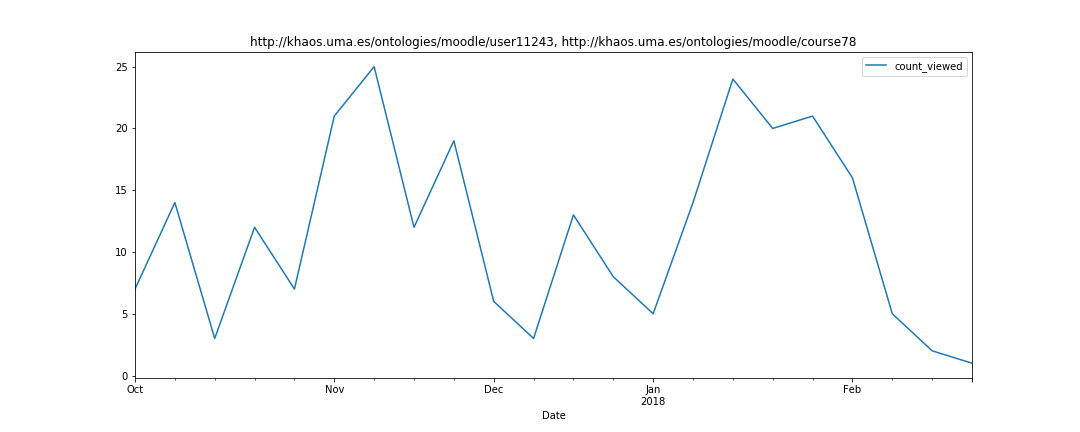 http://khaos.uma.es/ontologies/moodle/user11243, http://khaos.uma.es/ontologies/moodle/course78
count_viewed
25
20
15
10
5
0
Oct Nov Dec Jan Feb
2018
Date